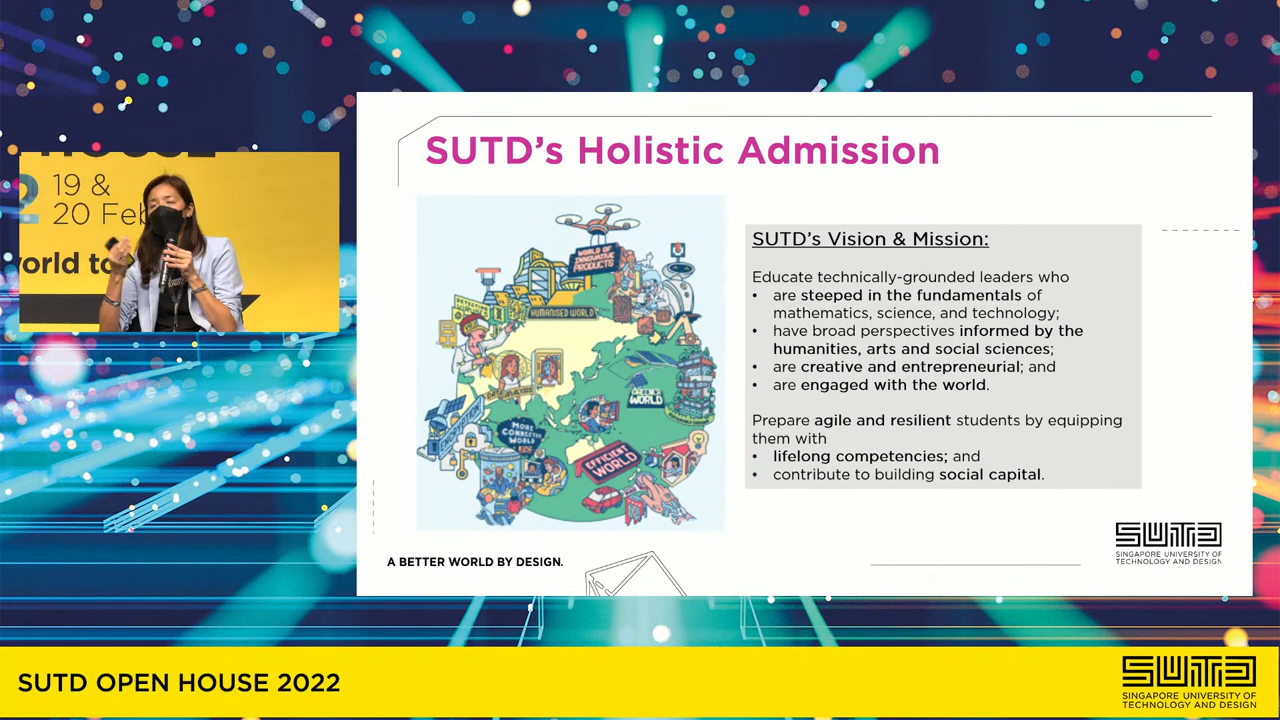 SUTD's Holistic Admission
19 &
20 Feb
world to
WORLD OF
INNOVATIVE
PRODUCTS
HUMANISED WORLD
GREENER
WORLD
MORE
CONNECTED
WORLD
EFFICIENT
WORLD
SUTD's Vision & Mission:
Educate technically-grounded leaders who
• are steeped in the fundamentals of
mathematics, science, and technology;
• have broad perspectives informed by the
humanities, arts and social sciences;
• are creative and entrepreneurial; and
• are engaged with the world.
Prepare agile and resilient students by equipping
them with
• lifelong competencies; and
• contribute to building social capital.
A BETTER WORLD BY DESIGN.
SUTD
SINGAPORE UNIVERSITY OF
TECHNOLOGY AND DESIGN
SUTD OPEN HOUSE 2022
SUTD
SINGAPORE UNIVERSITY OF
TECHNOLOGY AND DESIGN